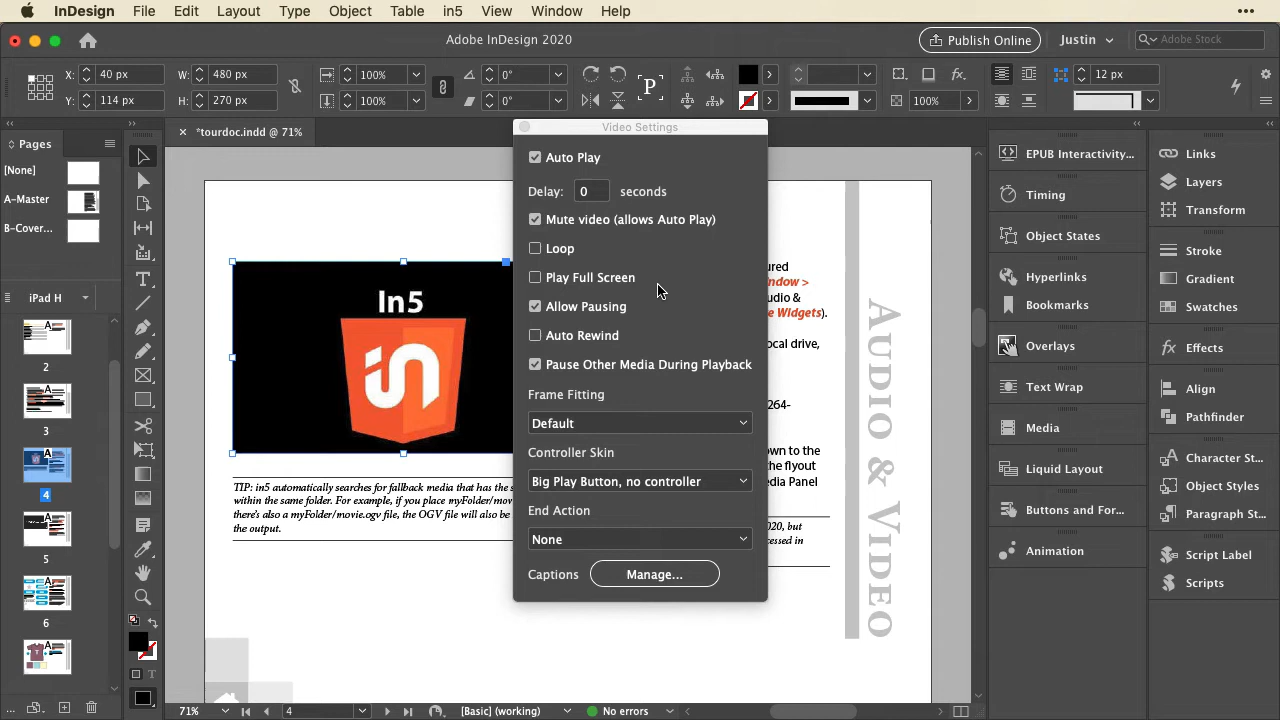 InDesign File Edit Layout Type Object Table in5 View Window Help
Adobe InDesign 2020
Publish Online
Justin
Adobe Stock
X: 40 px W: 480 px 100% 0° P fx. 12 px
Y: 114 px H: 270 px 100% 0° 100%
Pages
*tourdoc.indd @ 71%
[None]
A-Master
B-Cover...
iPad H
A
2
A
3
A
4
A
5
A
6
A
In5
TIP: in5 automatically searches for fallback media that has the s
within the same folder. For example, if you place myFolder/mov
there's also a myFolder/movie.ogv file, the OGV file will also be
the output.
Video Settings
Auto Play
Delay: 0 seconds
Mute video (allows Auto Play)
Loop
Play Full Screen
Allow Pausing
Auto Rewind
Pause Other Media During Playback
Frame Fitting
Default
Controller Skin
Big Play Button, no controller
End Action
None
Captions Manage...
ured
indow >
udio &
e Widgets).
ocal drive,
264-
own to the
the flyout
edia Panel
020, but
cessed in
Audio & Video
EPUB Interactivity...
Timing
Object States
Hyperlinks
Bookmarks
Overlays
Text Wrap
Media
Liquid Layout
Buttons and For...
Animation
Links
Layers
Transform
Stroke
Gradient
Swatches
Effects
Align
Pathfinder
Character St...
Object Styles
Paragraph St...
Script Label
Scripts
71% 4 [Basic] (working) No errors